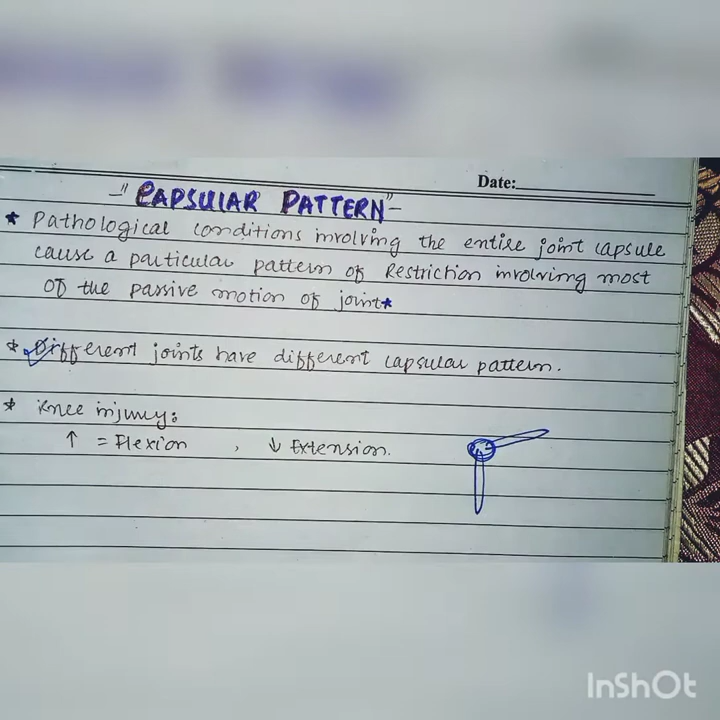 Date:
-"CAPSULAR PATTERN"-
* Pathological conditions involving the entire joint capsule
cause a particular pattern of Restriction involving most
of the passive motion of joint*
* Different joints have different capsular pattern.
* Knee injury:
↑ = Flexion , ↓ Extension.
InShOt